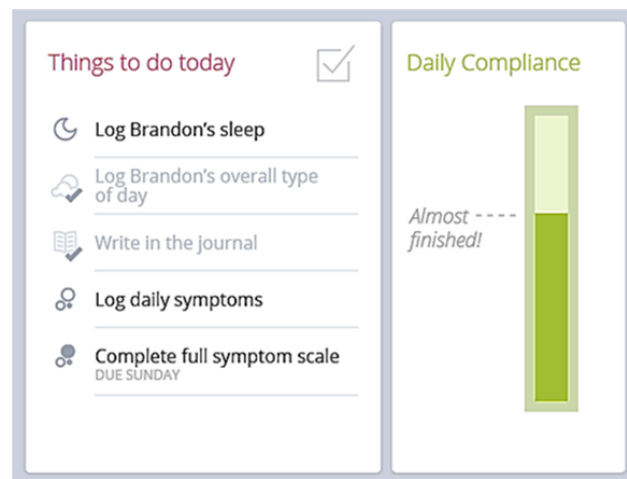 Things to do today
Log Brandon's sleep
Log Brandon's overall type
of day
Write in the journal
Log daily symptoms
Complete full symptom scale
DUE SUNDAY
Daily Compliance
Almost
finished!